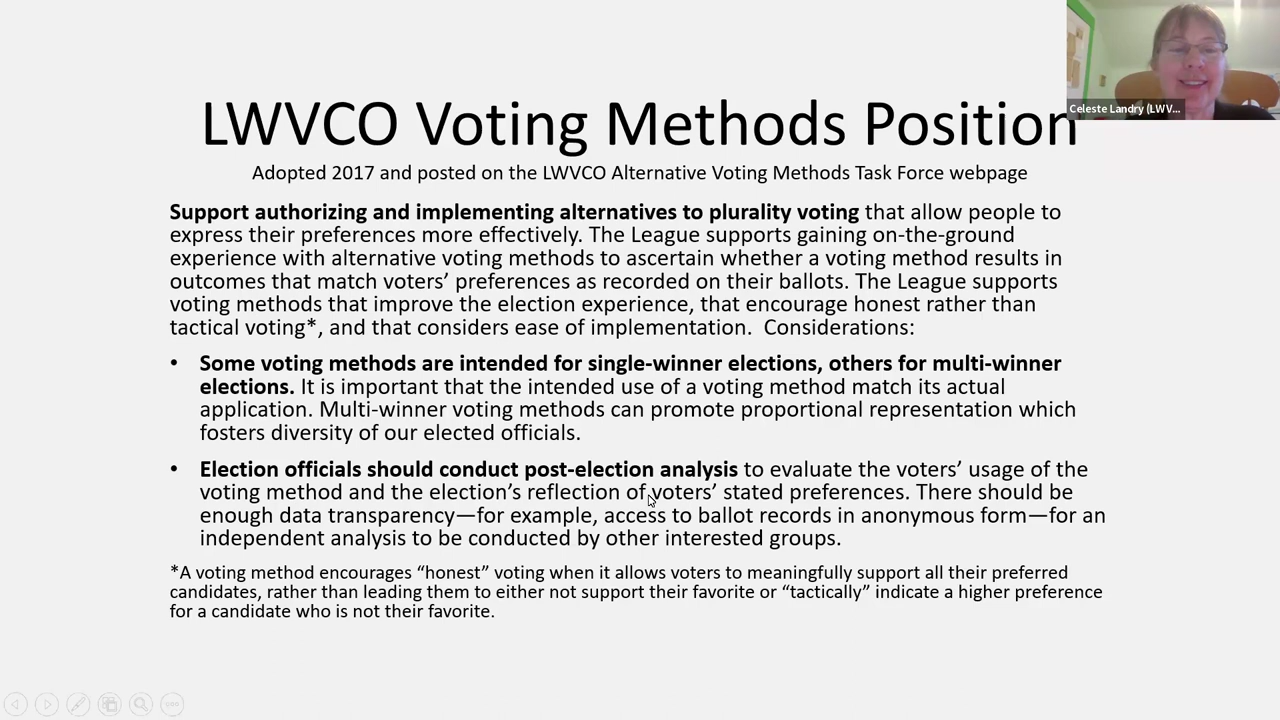 LWVCO Voting Methods Position
Celeste Landry (LWV...
Adopted 2017 and posted on the LWVCO Alternative Voting Methods Task Force webpage
Support authorizing and implementing alternatives to plurality voting that allow people to
express their preferences more effectively. The League supports gaining on-the-ground
experience with alternative voting methods to ascertain whether a voting method results in
outcomes that match voters’ preferences as recorded on their ballots. The League supports
voting methods that improve the election experience, that encourage honest rather than
tactical voting*, and that considers ease of implementation.  Considerations:
• Some voting methods are intended for single-winner elections, others for multi-winner
elections. It is important that the intended use of a voting method match its actual
application. Multi-winner voting methods can promote proportional representation which
fosters diversity of our elected officials.
• Election officials should conduct post-election analysis to evaluate the voters’ usage of the
voting method and the election’s reflection of voters’ stated preferences. There should be
enough data transparency—for example, access to ballot records in anonymous form—for an
independent analysis to be conducted by other interested groups.
*A voting method encourages “honest” voting when it allows voters to meaningfully support all their preferred
candidates, rather than leading them to either not support their favorite or “tactically” indicate a higher preference
for a candidate who is not their favorite.